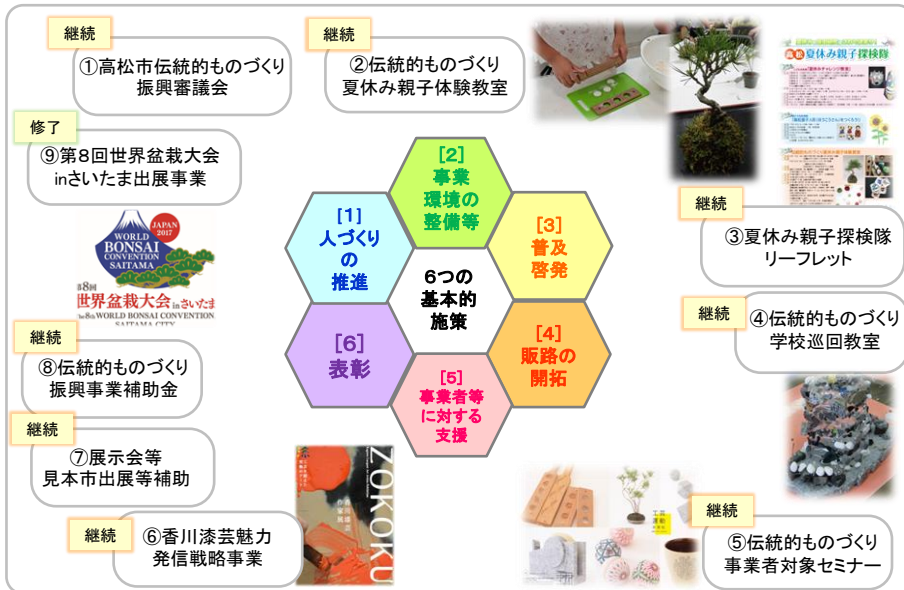 継続
①高松市伝統的ものづくり
振興審議会
継続
②伝統的ものづくり
夏休み親子体験教室
高松 夏休み親子探検隊
修了
⑨第8回世界盆栽大会
inさいたま出展事業
JAPAN
2017
WORLD
BONSAI
CONVENTION
SAITAMA
第8回
世界盆栽大会 inさいたま
The 8th WORLD BONSAI CONVENTION
SAITAMA CITY
[1]
人づくり
の
推進
[2]
事業
環境の
整備等
[3]
普及
啓発
6つの
基本的
施策
[4]
販路の
開拓
[5]
事業者等
に対する
支援
[6]
表彰
継続
③夏休み親子探検隊
リーフレット
継続
④伝統的ものづくり
学校巡回教室
継続
⑧伝統的ものづくり
振興事業補助金
継続
⑦展示会等
見本市出展等補助
継続
⑥香川漆芸魅力
発信戦略事業
ZOKOKU
工芸
運動
継続
⑤伝統的ものづくり
事業者対象セミナー